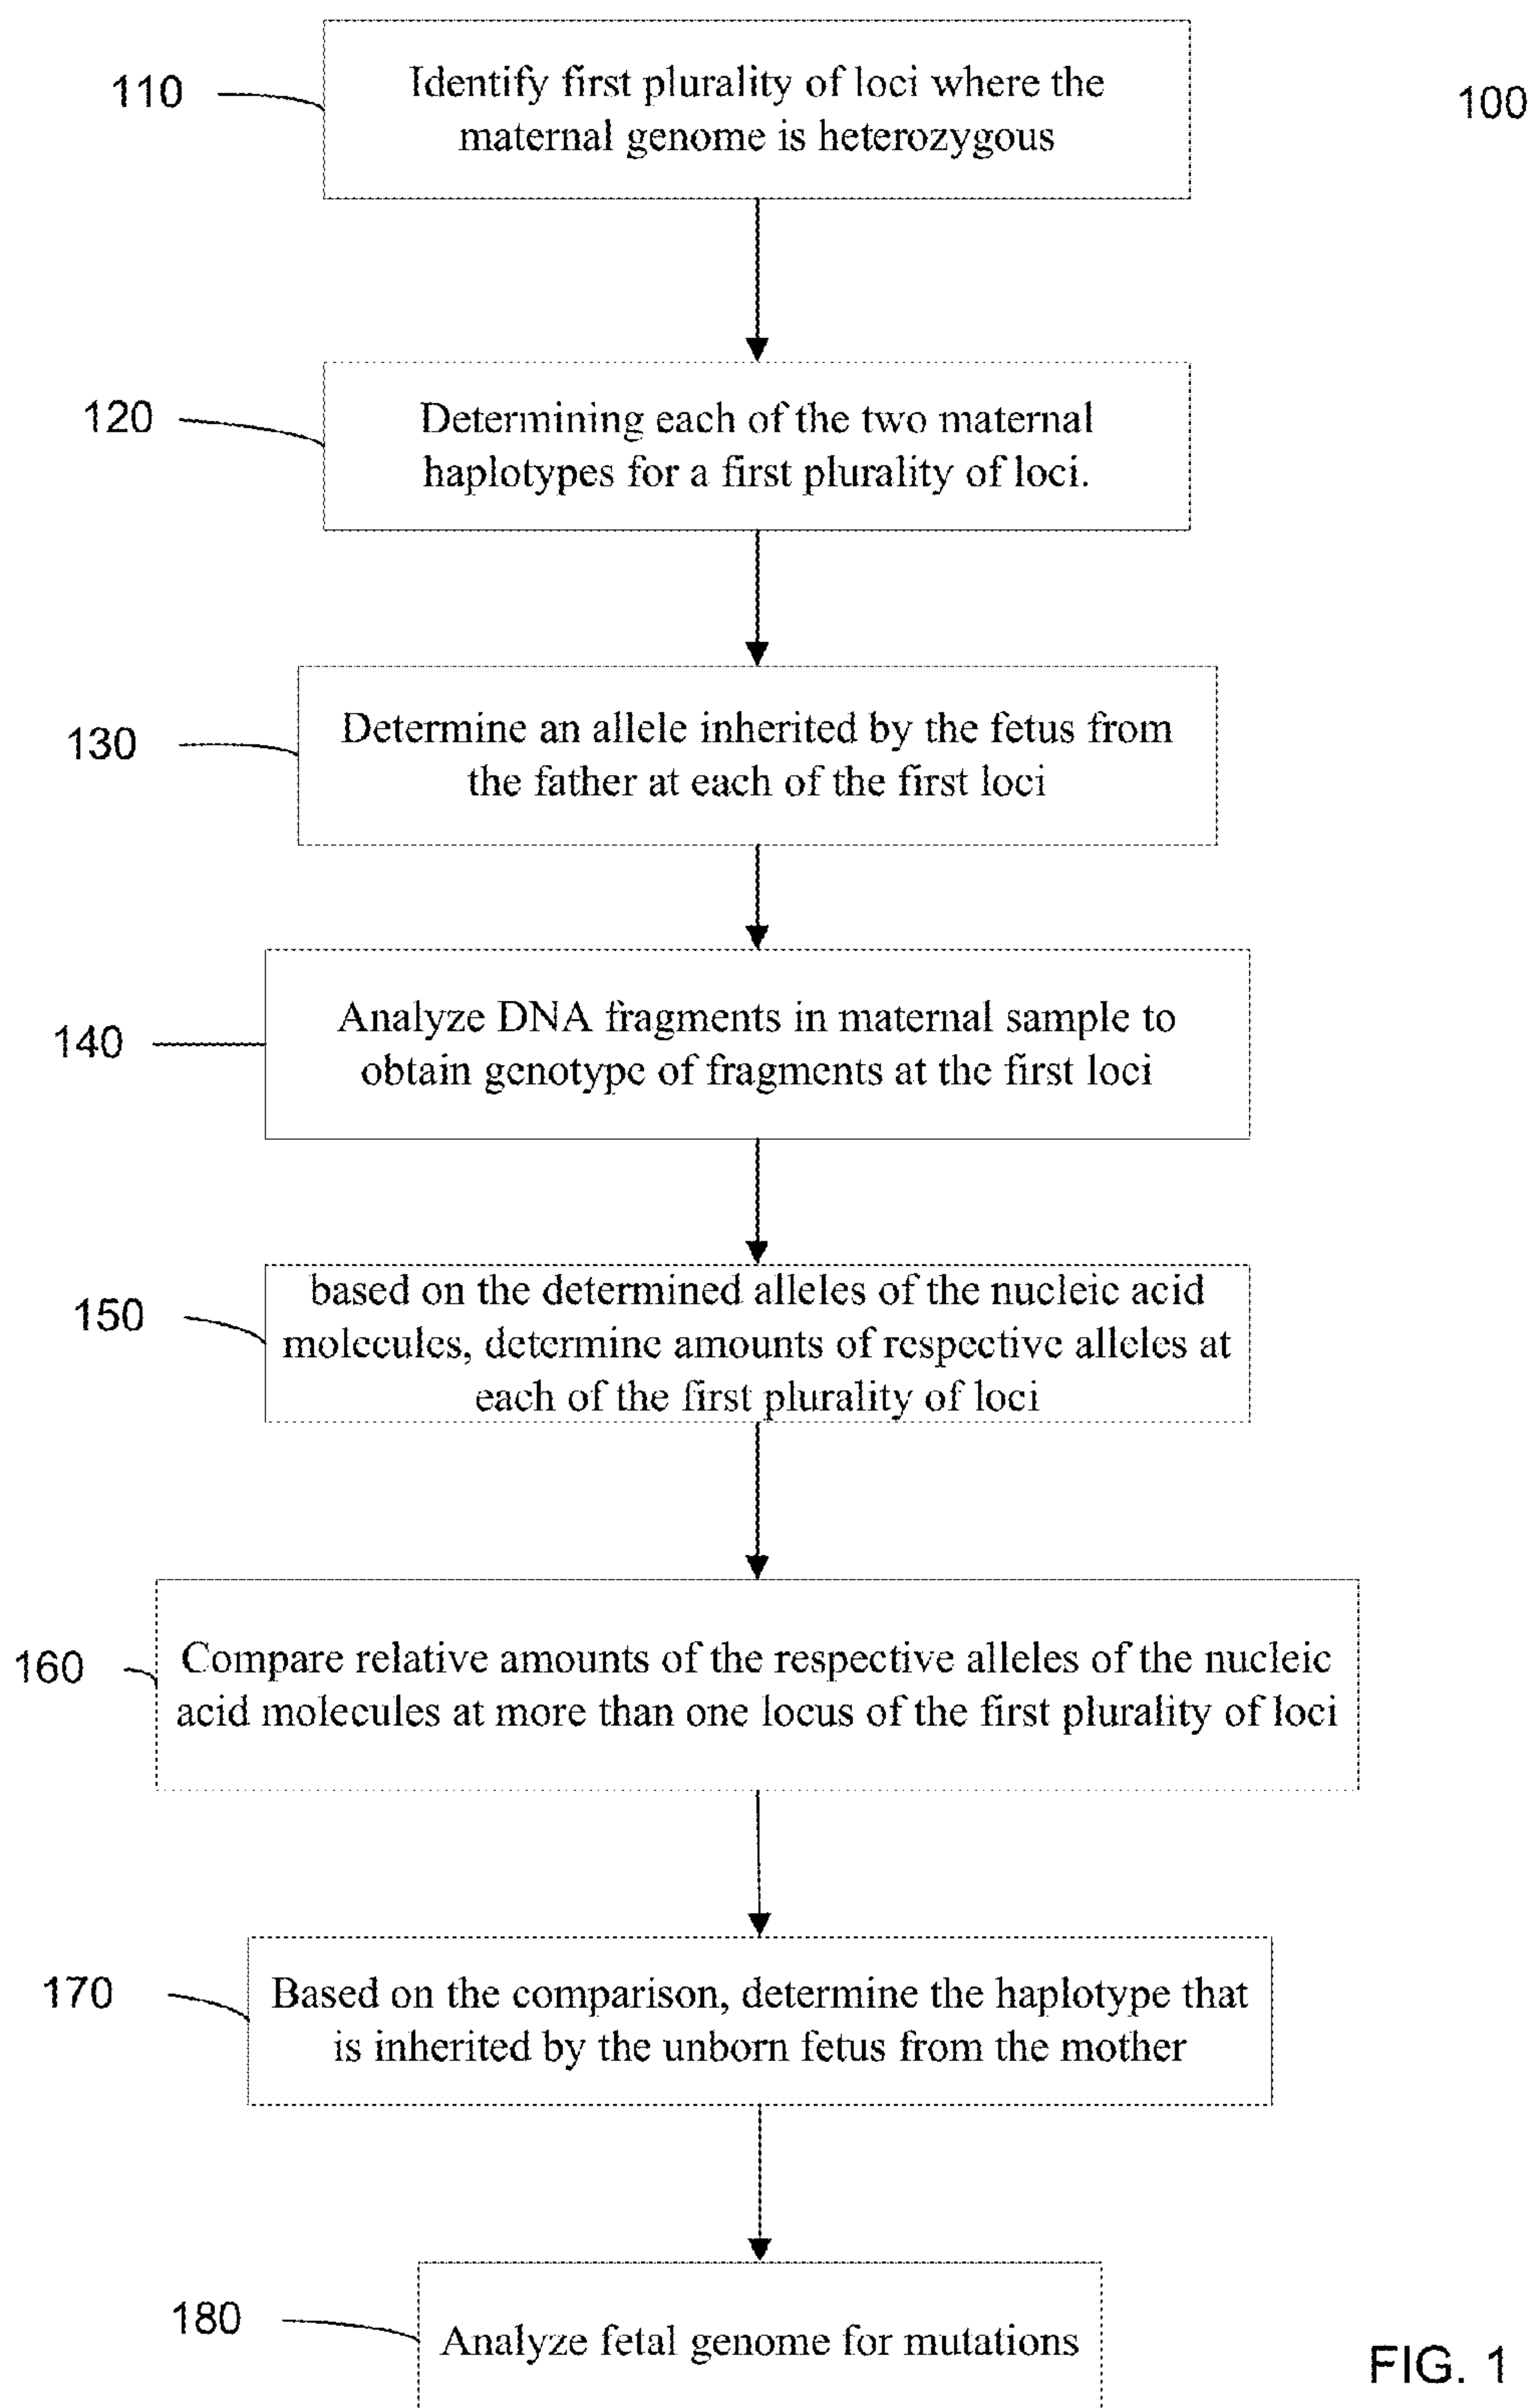 100
110
Identify first plurality of loci where the
maternal genome is heterozygous
120
Determining each of the two maternal
haplotypes for a first plurality of loci.
130
Determine an allele inherited by the fetus from
the father at each of the first loci
140
Analyze DNA fragments in maternal sample to
obtain genotype of fragments at the first loci
150
based on the determined alleles of the nucleic acid
molecules, determine amounts of respective alleles at
each of the first plurality of loci
160
Compare relative amounts of the respective alleles of the nucleic
acid molecules at more than one locus of the first plurality of loci
170
Based on the comparison, determine the haplotype that
is inherited by the unborn fetus from the mother
180
Analyze fetal genome for mutations
FIG. 1